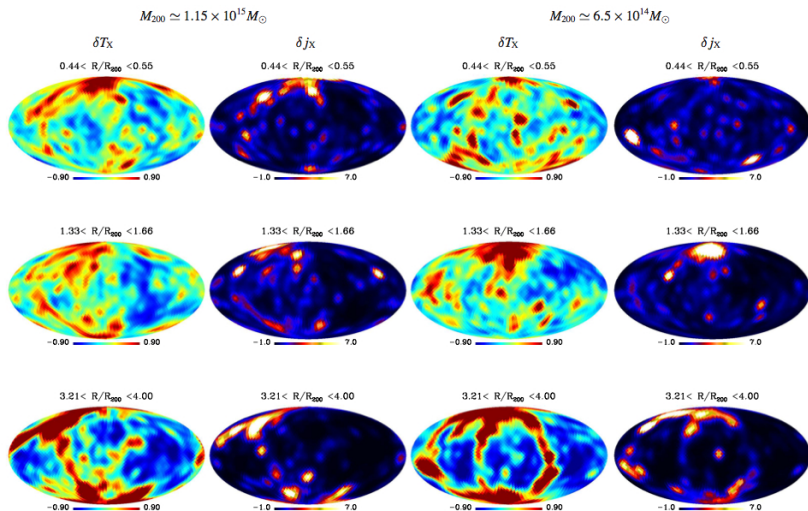 M200 ≃ 1.15 × 10^15 M⊙ M200 ≃ 6.5 × 10^14 M⊙
δTX δjX δTX δjX
0.44< R/R200 <0.55 0.44< R/R200 <0.55 0.44< R/R200 <0.55 0.44< R/R200 <0.55
−0.90 0.90 −1.0 7.0 −0.90 0.90 −1.0 7.0
1.33< R/R200 <1.66 1.33< R/R200 <1.66 1.33< R/R200 <1.66 1.33< R/R200 <1.66
−0.90 0.90 −1.0 7.0 −0.90 0.90 −1.0 7.0
3.21< R/R200 <4.00 3.21< R/R200 <4.00 3.21< R/R200 <4.00 3.21< R/R200 <4.00
−0.90 0.90 −1.0 7.0 −0.90 0.90 −1.0 7.0